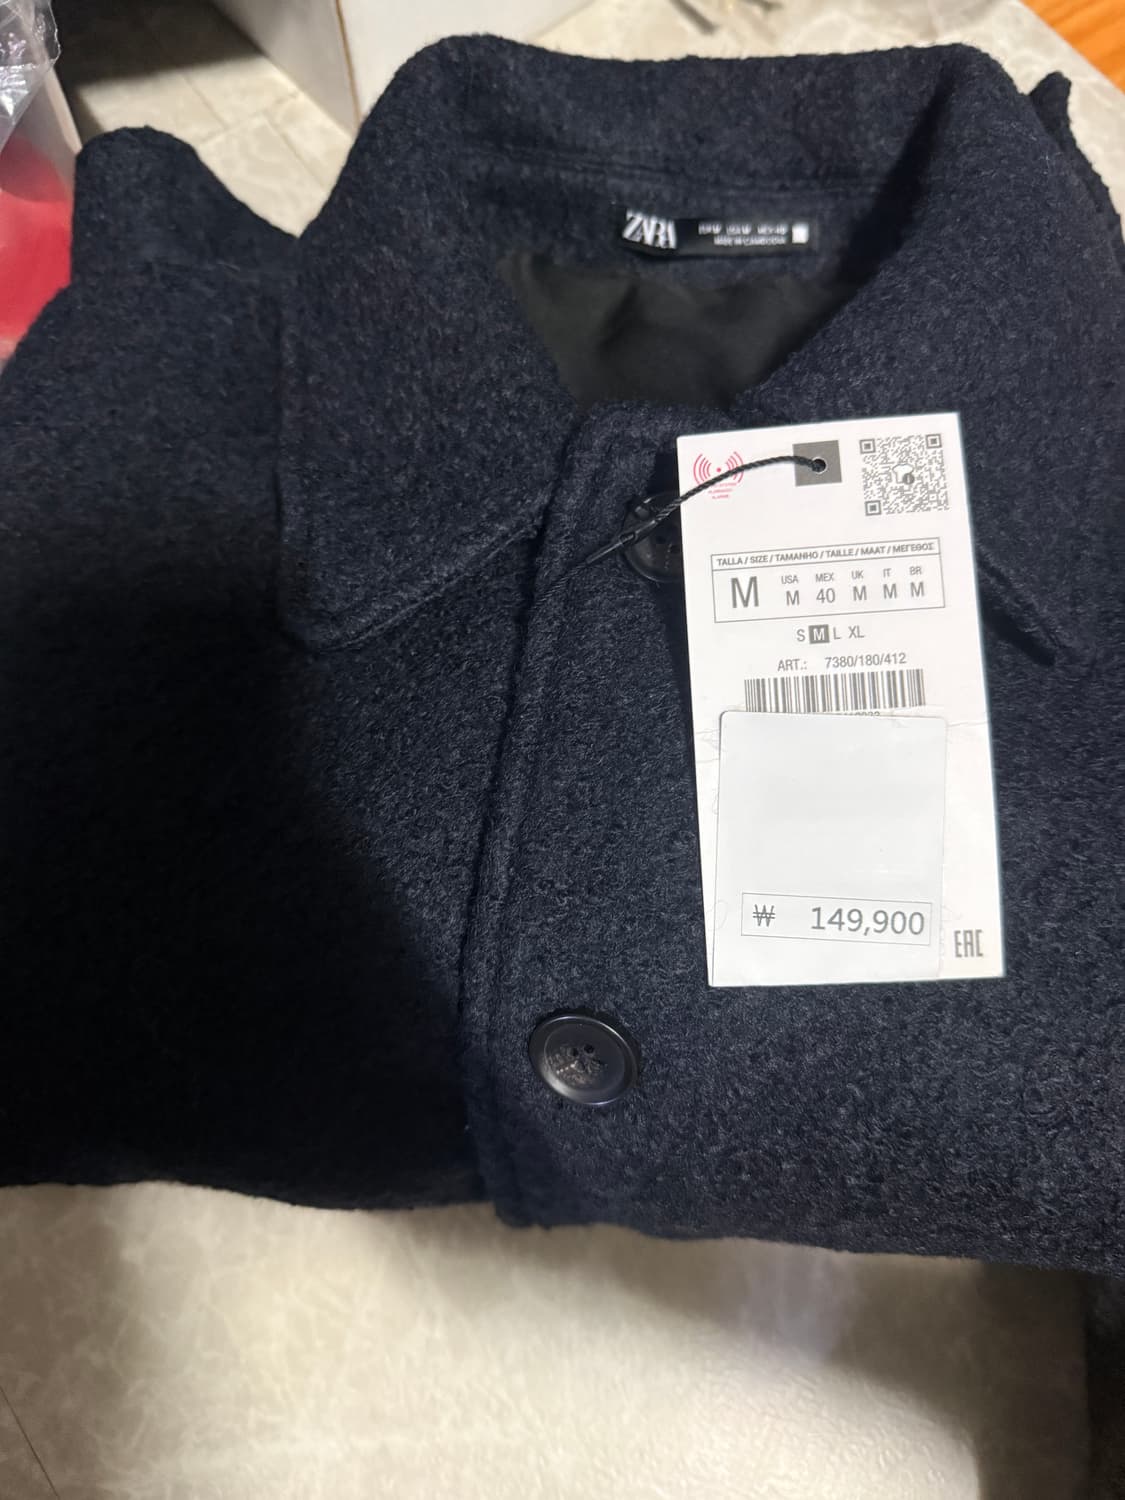 ZARA
TALLA / SIZE / TAMANHO / TAILLE / MAAT / ΜΕΓΕΘΟΣ
M
USA MEX UK IT BR
M 40 M M M
S M L XL
ART.: 7380/180/412
₩ 149,900
EAC